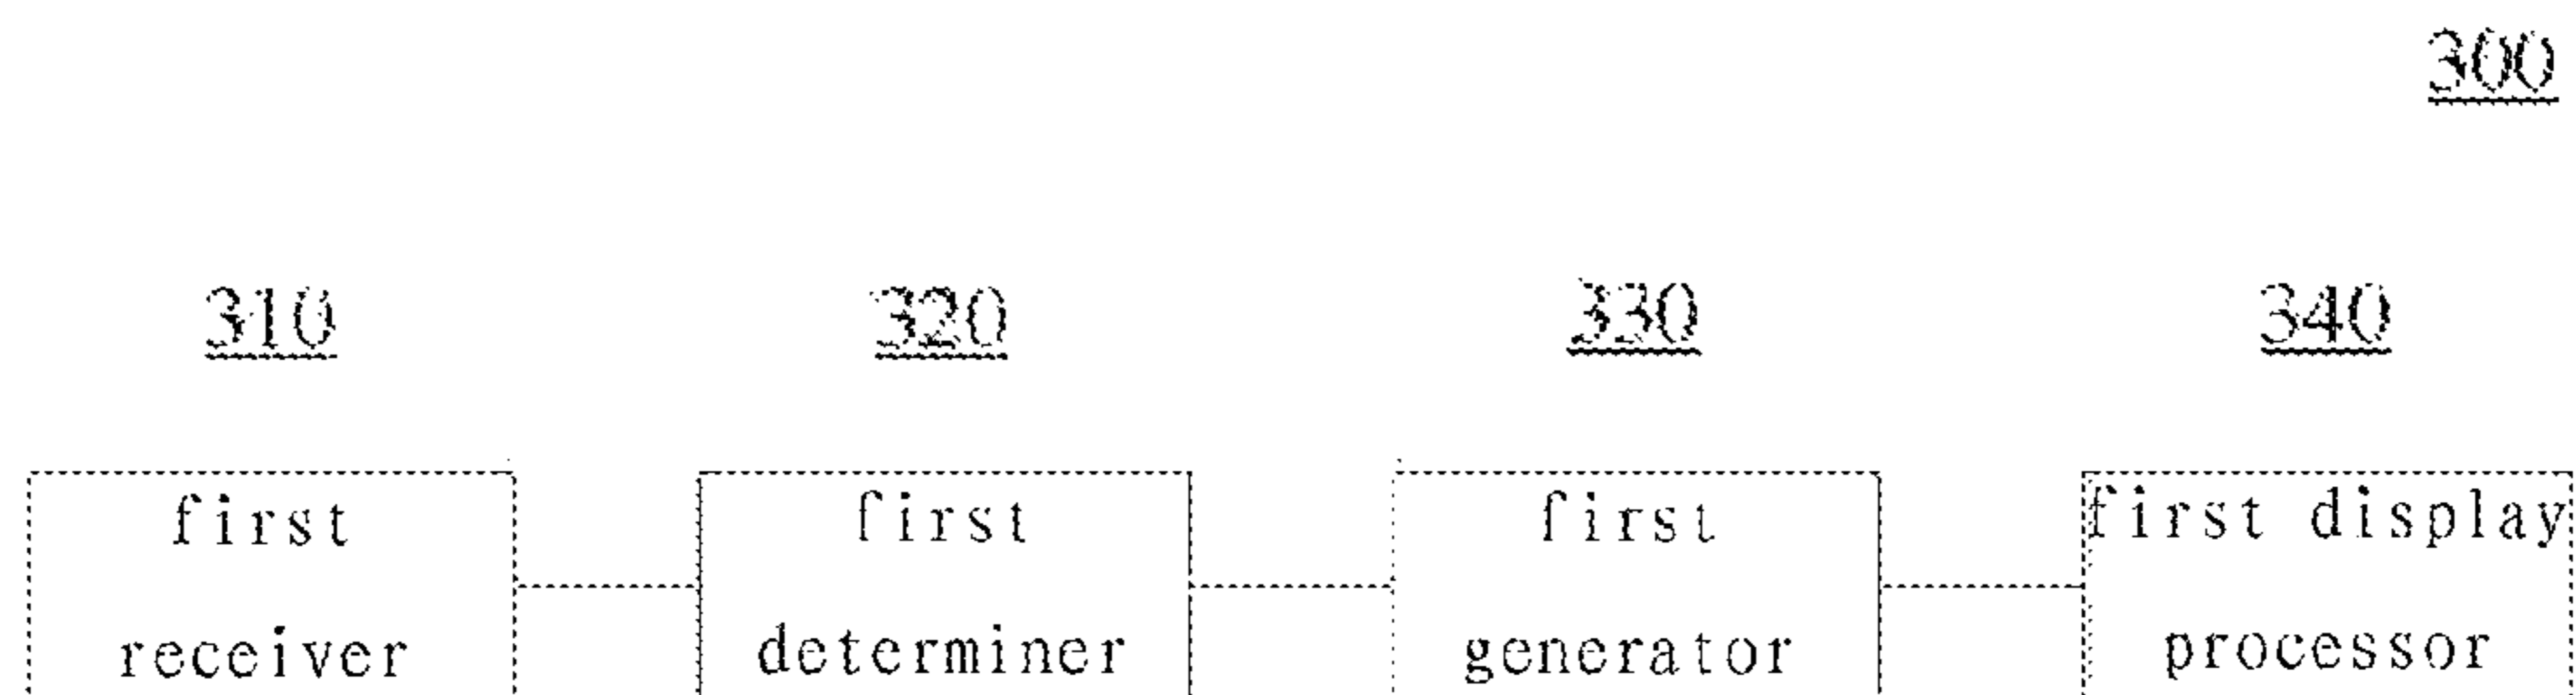 300
310 320 330 340
first first first first display
receiver determiner generator processor